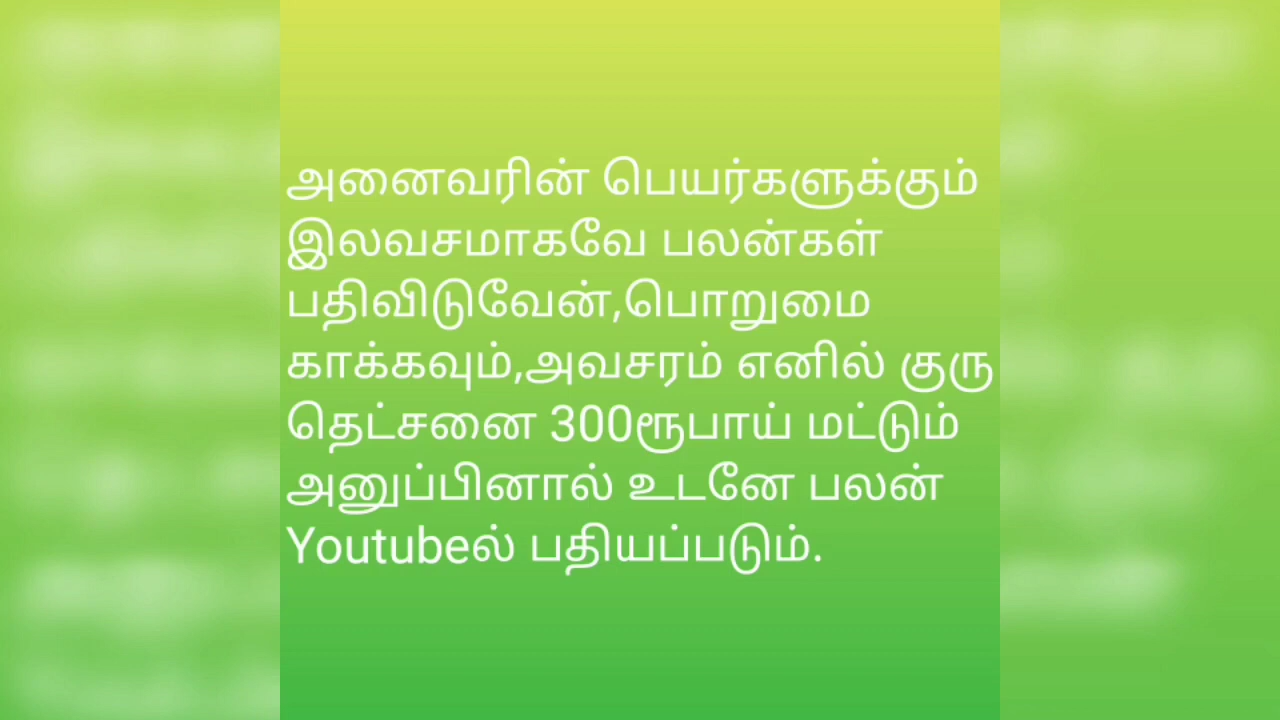 அனைவரின் பெயர்களுக்கும்
இலவசமாகவே பலன்கள்
பதிவிடுவேன்,பொறுமை
காக்கவும்,அவசரம் எனில் குரு
தெட்சனை 300ரூபாய் மட்டும்
அனுப்பினால் உடனே பலன்
Youtubeல் பதியப்படும்.